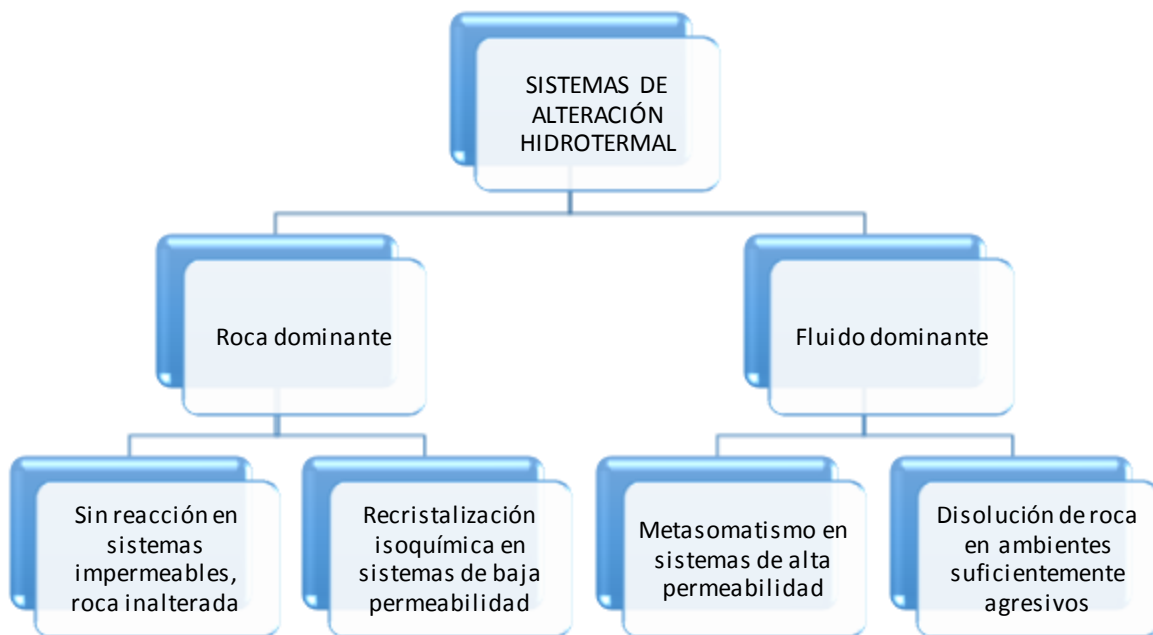 SISTEMAS DE
ALTERACIÓN
HIDROTERMAL
Roca dominante
Fluido dominante
Sin reacción en
sistemas
impermeables,
roca inalterada
Recristalización
isoquímica en
sistemas de baja
permeabilidad
Metasomatismo en
sistemas de alta
permeabilidad
Disolución de roca
en ambientes
suficientemente
agresivos